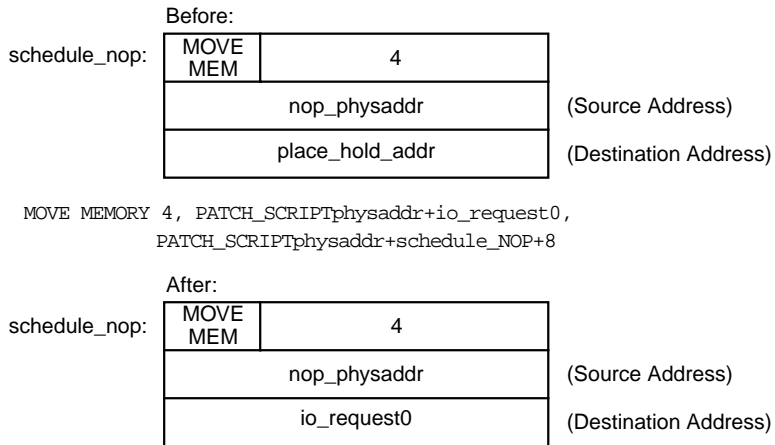 Before:
schedule_nop: MOVE MEM 4
nop_physaddr (Source Address)
place_hold_addr (Destination Address)
MOVE MEMORY 4, PATCH_SCRIPTphysaddr+io_request0,
PATCH_SCRIPTphysaddr+schedule_NOP+8
After:
schedule_nop: MOVE MEM 4
nop_physaddr (Source Address)
io_request0 (Destination Address)